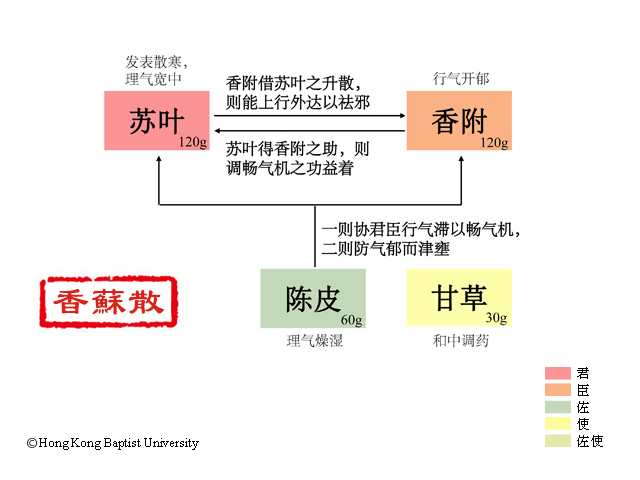 发表散寒，
理气宽中
苏叶
120g
香附借苏叶之升散，
则能上行外达以祛邪
苏叶得香附之助，则
调畅气机之功益着
行气开郁
香附
120g
一则协君臣行气滞以畅气机，
二则防气郁而津壅
香蘇散
陈皮
60g
理气燥湿
甘草
30g
和中调药
君
臣
佐
使
佐使
©Hong Kong Baptist University